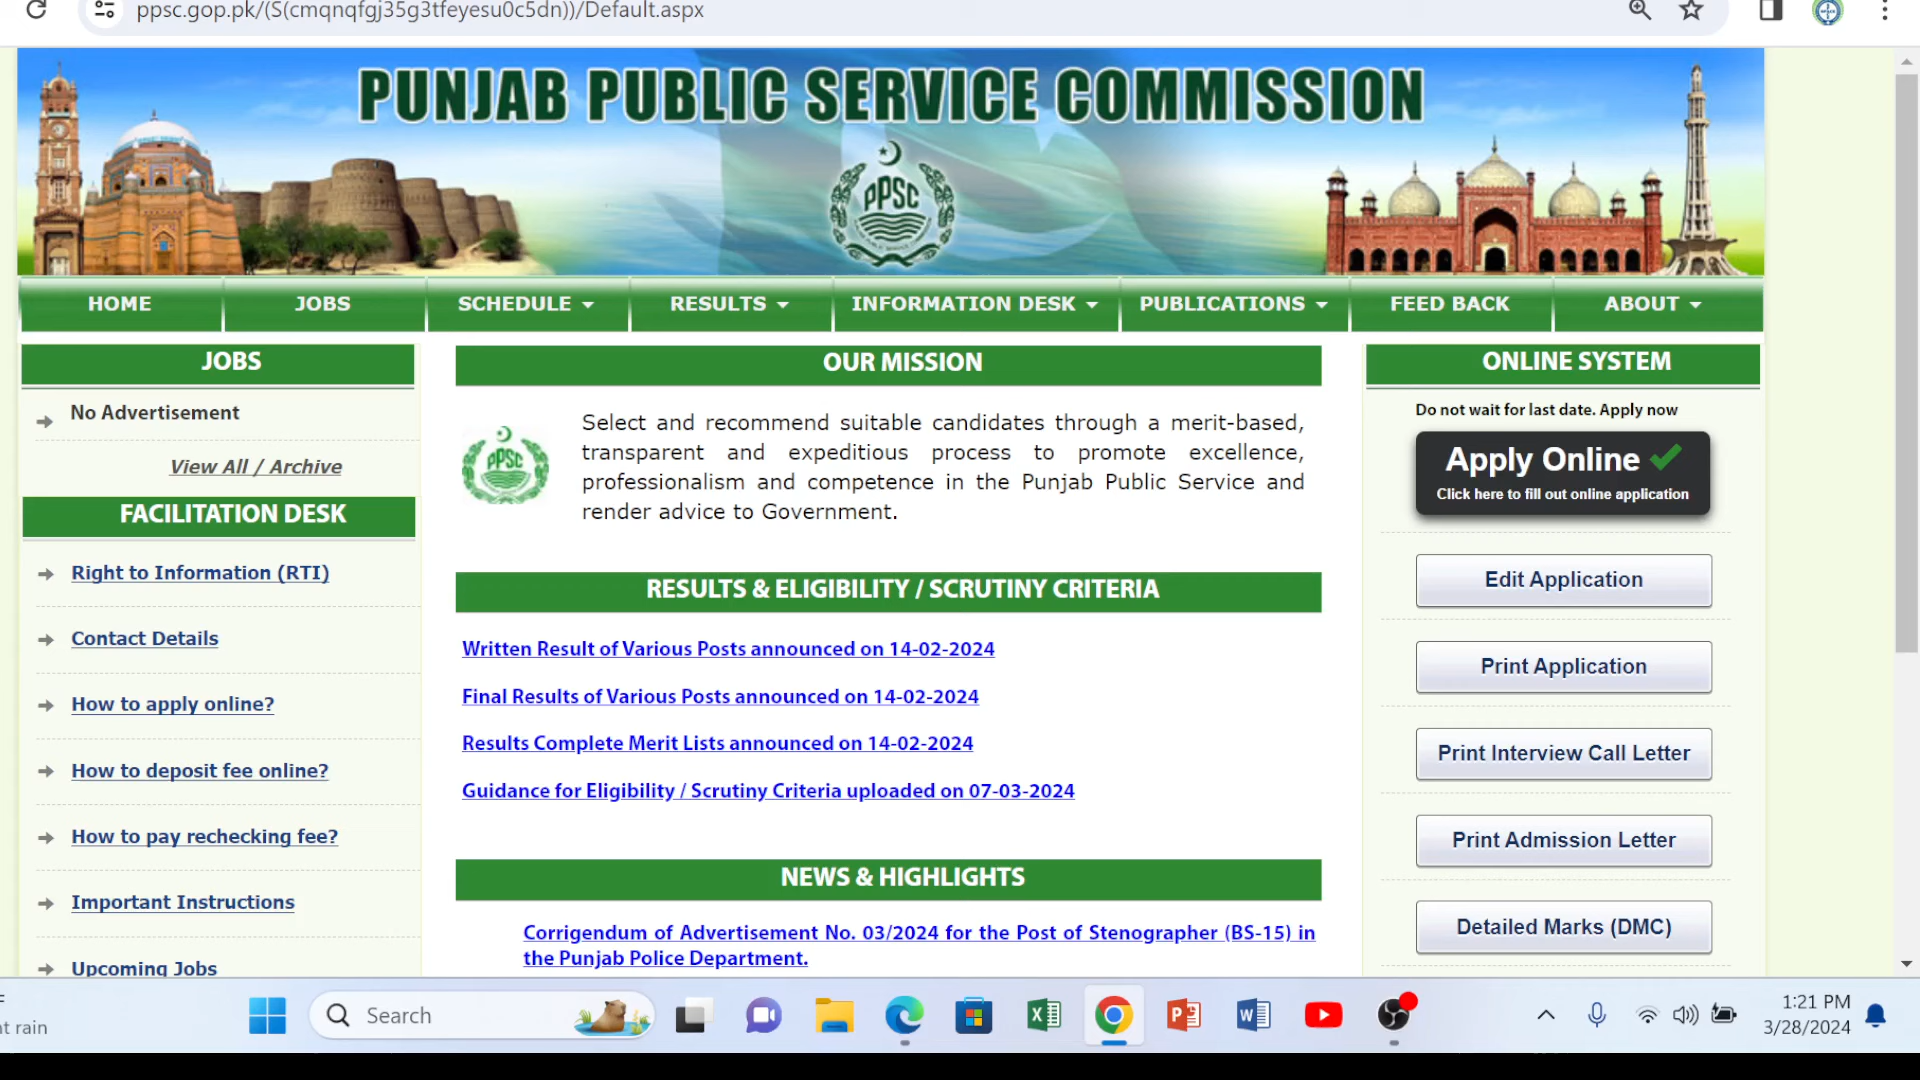 ppsc.gop.pk/(S(cmqnqfgj35g3tfeyesu0c5dn))/Default.aspx
PUNJAB PUBLIC SERVICE COMMISSION
PPSC
HOME
JOBS
SCHEDULE
RESULTS
INFORMATION DESK
PUBLICATIONS
FEED BACK
ABOUT
JOBS
No Advertisement
View All / Archive
FACILITATION DESK
Right to Information (RTI)
Contact Details
How to apply online?
How to deposit fee online?
How to pay rechecking fee?
Important Instructions
Upcoming Jobs
OUR MISSION
PPSC
Select and recommend suitable candidates through a merit-based,
transparent and expeditious process to promote excellence,
professionalism and competence in the Punjab Public Service and
render advice to Government.
RESULTS & ELIGIBILITY / SCRUTINY CRITERIA
Written Result of Various Posts announced on 14-02-2024
Final Results of Various Posts announced on 14-02-2024
Results Complete Merit Lists announced on 14-02-2024
Guidance for Eligibility / Scrutiny Criteria uploaded on 07-03-2024
NEWS & HIGHLIGHTS
Corrigendum of Advertisement No. 03/2024 for the Post of Stenographer (BS-15) in
the Punjab Police Department.
ONLINE SYSTEM
Do not wait for last date. Apply now
Apply Online
Click here to fill out online application
Edit Application
Print Application
Print Interview Call Letter
Print Admission Letter
Detailed Marks (DMC)
rain
Search
1:21 PM
3/28/2024